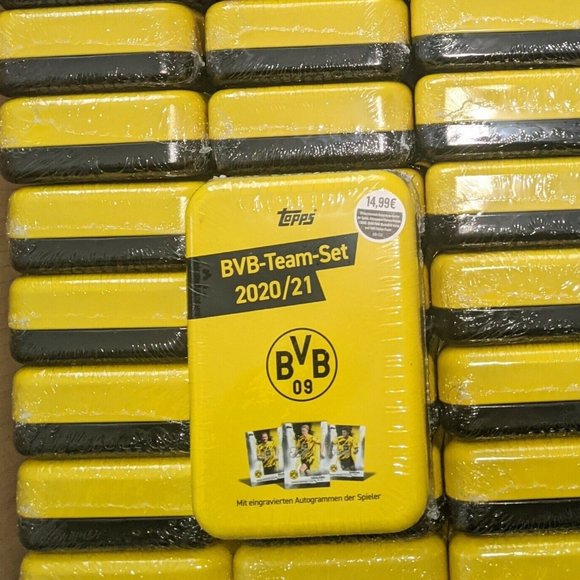 Topps
14,99€
BVB-Team-Set
2020/21
BVB
09
Mit eingravierten Autogrammen der Spieler